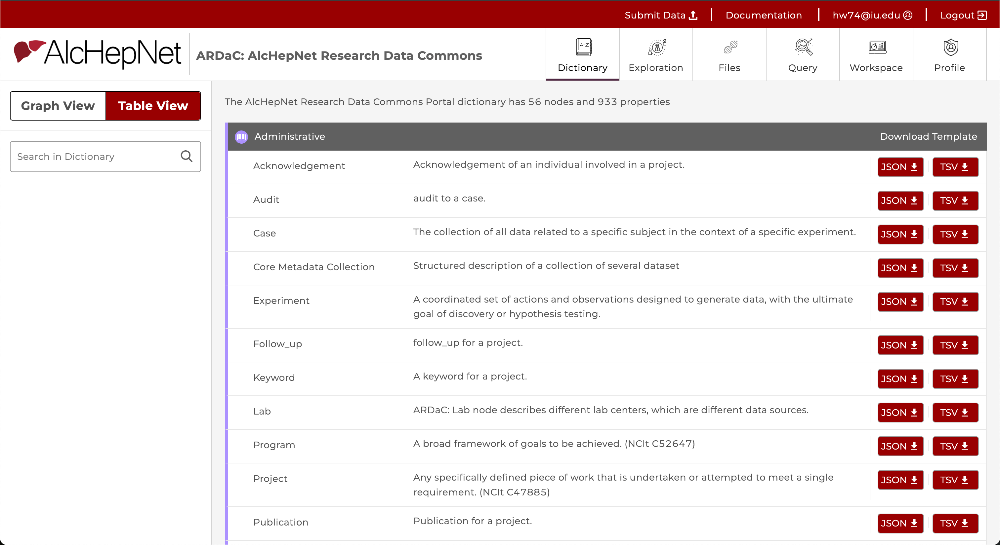 Submit Data
Documentation
hw74@iu.edu
Logout
AlcHepNet
ARDaC: AlcHepNet Research Data Commons
A-Z
Dictionary
Exploration
Files
Query
Workspace
Profile
Graph View
Table View
Search in Dictionary
The AlcHepNet Research Data Commons Portal dictionary has 56 nodes and 933 properties
Administrative
Download Template
Acknowledgement
Acknowledgement of an individual involved in a project.
JSON
TSV
Audit
audit to a case.
JSON
TSV
Case
The collection of all data related to a specific subject in the context of a specific experiment.
JSON
TSV
Core Metadata Collection
Structured description of a collection of several dataset
JSON
TSV
Experiment
A coordinated set of actions and observations designed to generate data, with the ultimate
goal of discovery or hypothesis testing.
JSON
TSV
Follow_up
follow_up for a project.
JSON
TSV
Keyword
A keyword for a project.
JSON
TSV
Lab
ARDaC: Lab node describes different lab centers, which are different data sources.
JSON
TSV
Program
A broad framework of goals to be achieved. (NCIt C52647)
JSON
TSV
Project
Any specifically defined piece of work that is undertaken or attempted to meet a single
requirement. (NCIt C47885)
JSON
TSV
Publication
Publication for a project.
JSON
TSV